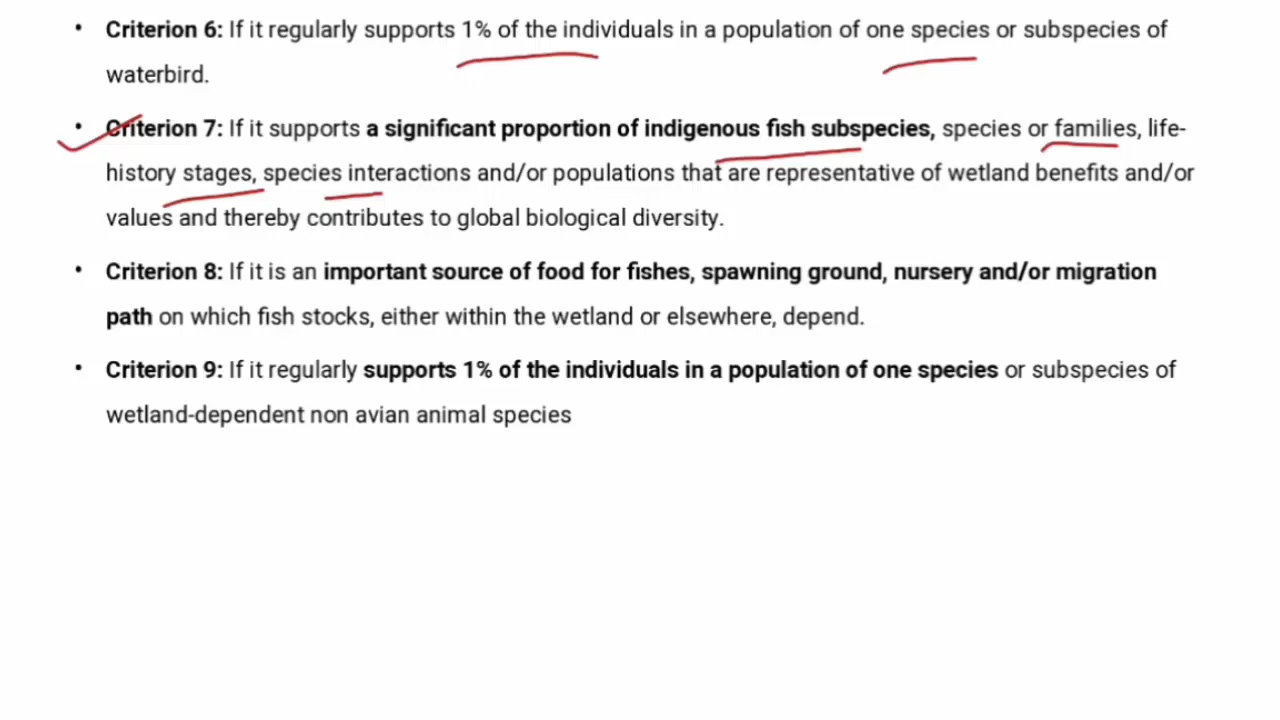 • Criterion 6: If it regularly supports 1% of the individuals in a population of one species or subspecies of
waterbird.
• Criterion 7: If it supports a significant proportion of indigenous fish subspecies, species or families, life-
history stages, species interactions and/or populations that are representative of wetland benefits and/or
values and thereby contributes to global biological diversity.
• Criterion 8: If it is an important source of food for fishes, spawning ground, nursery and/or migration
path on which fish stocks, either within the wetland or elsewhere, depend.
• Criterion 9: If it regularly supports 1% of the individuals in a population of one species or subspecies of
wetland-dependent non avian animal species